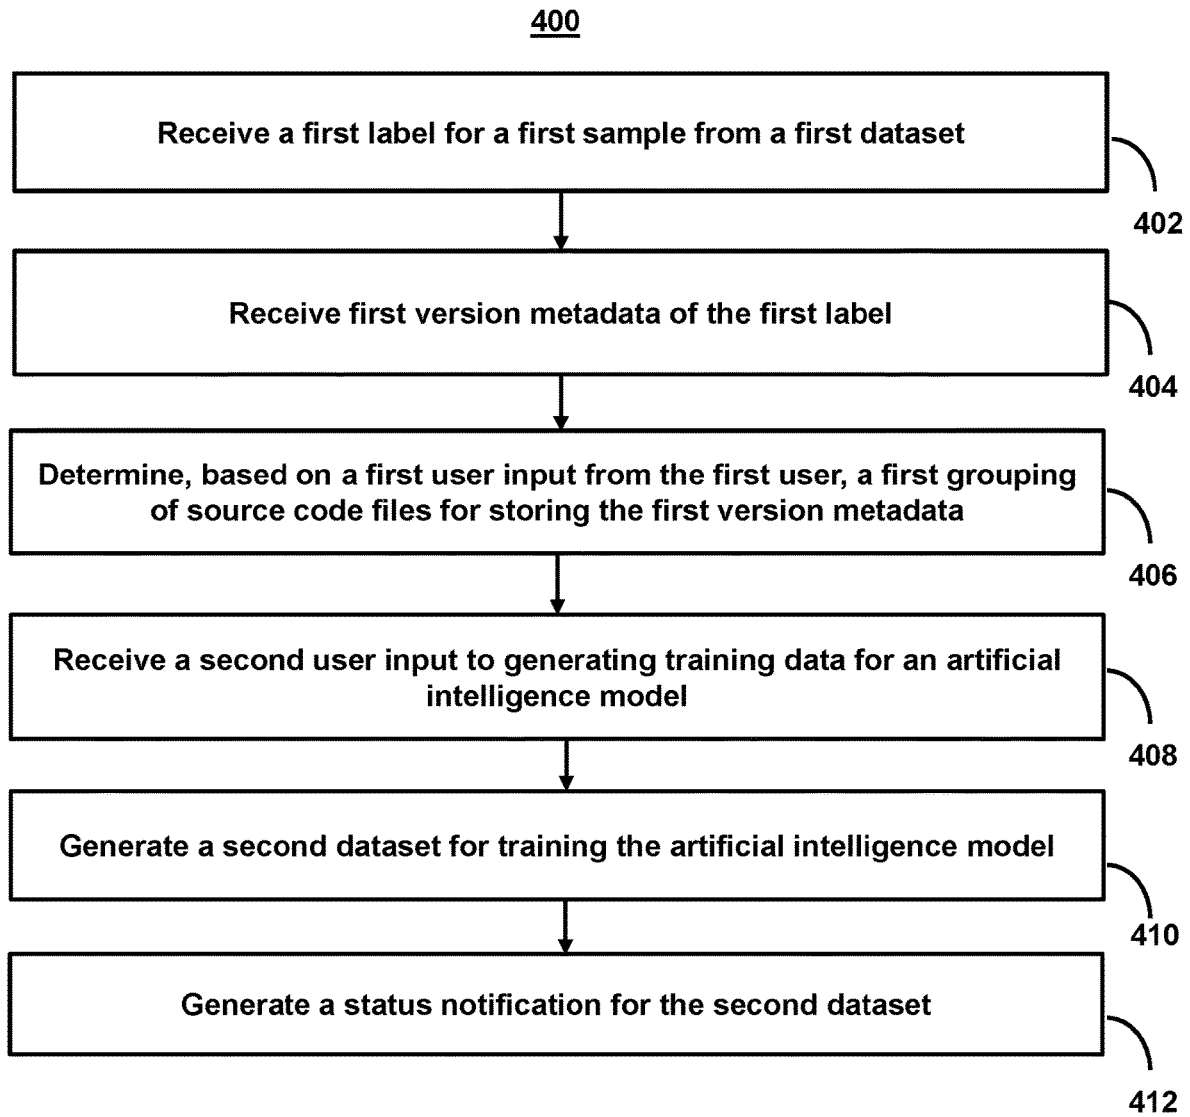 400
Receive a first label for a first sample from a first dataset
402
Receive first version metadata of the first label
404
Determine, based on a first user input from the first user, a first grouping
of source code files for storing the first version metadata
406
Receive a second user input to generating training data for an artificial
intelligence model
408
Generate a second dataset for training the artificial intelligence model
410
Generate a status notification for the second dataset
412